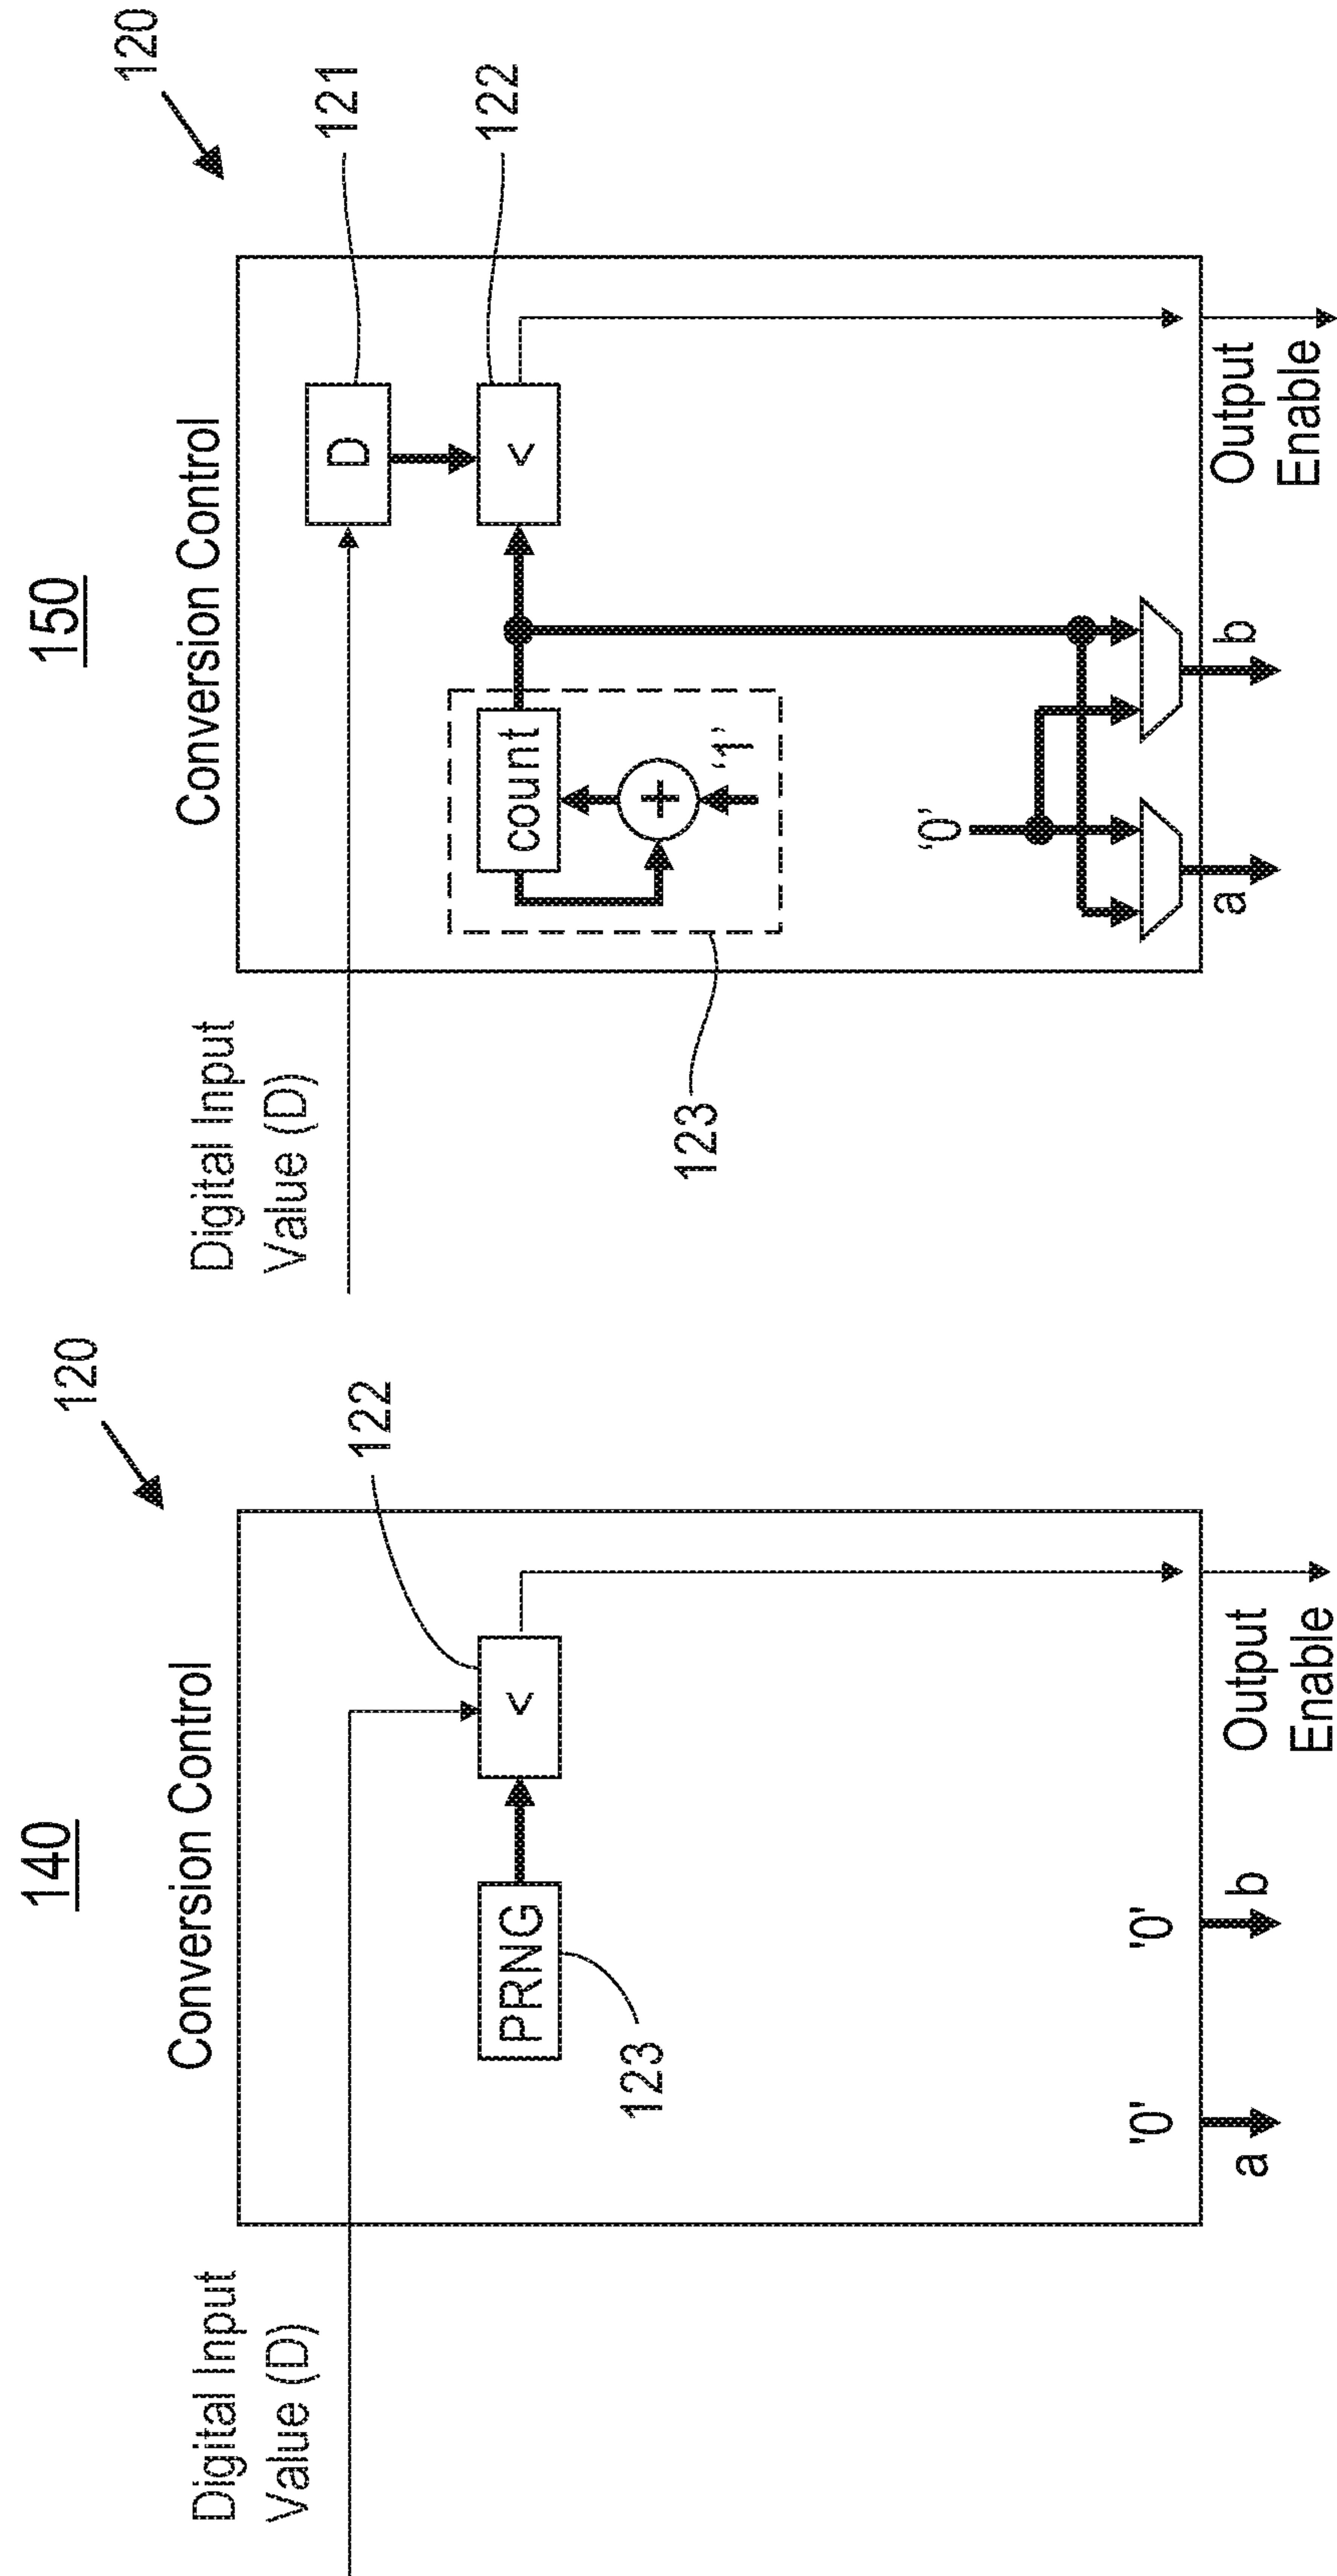 140
120
Conversion Control
Digital Input
Value (D)
122
<
PRNG
123
'0'
'0'
a
b
Output
Enable
150
120
Conversion Control
121
Digital Input
Value (D)
D
122
<
count
+
'1'
123
'0'
a
b
Output
Enable